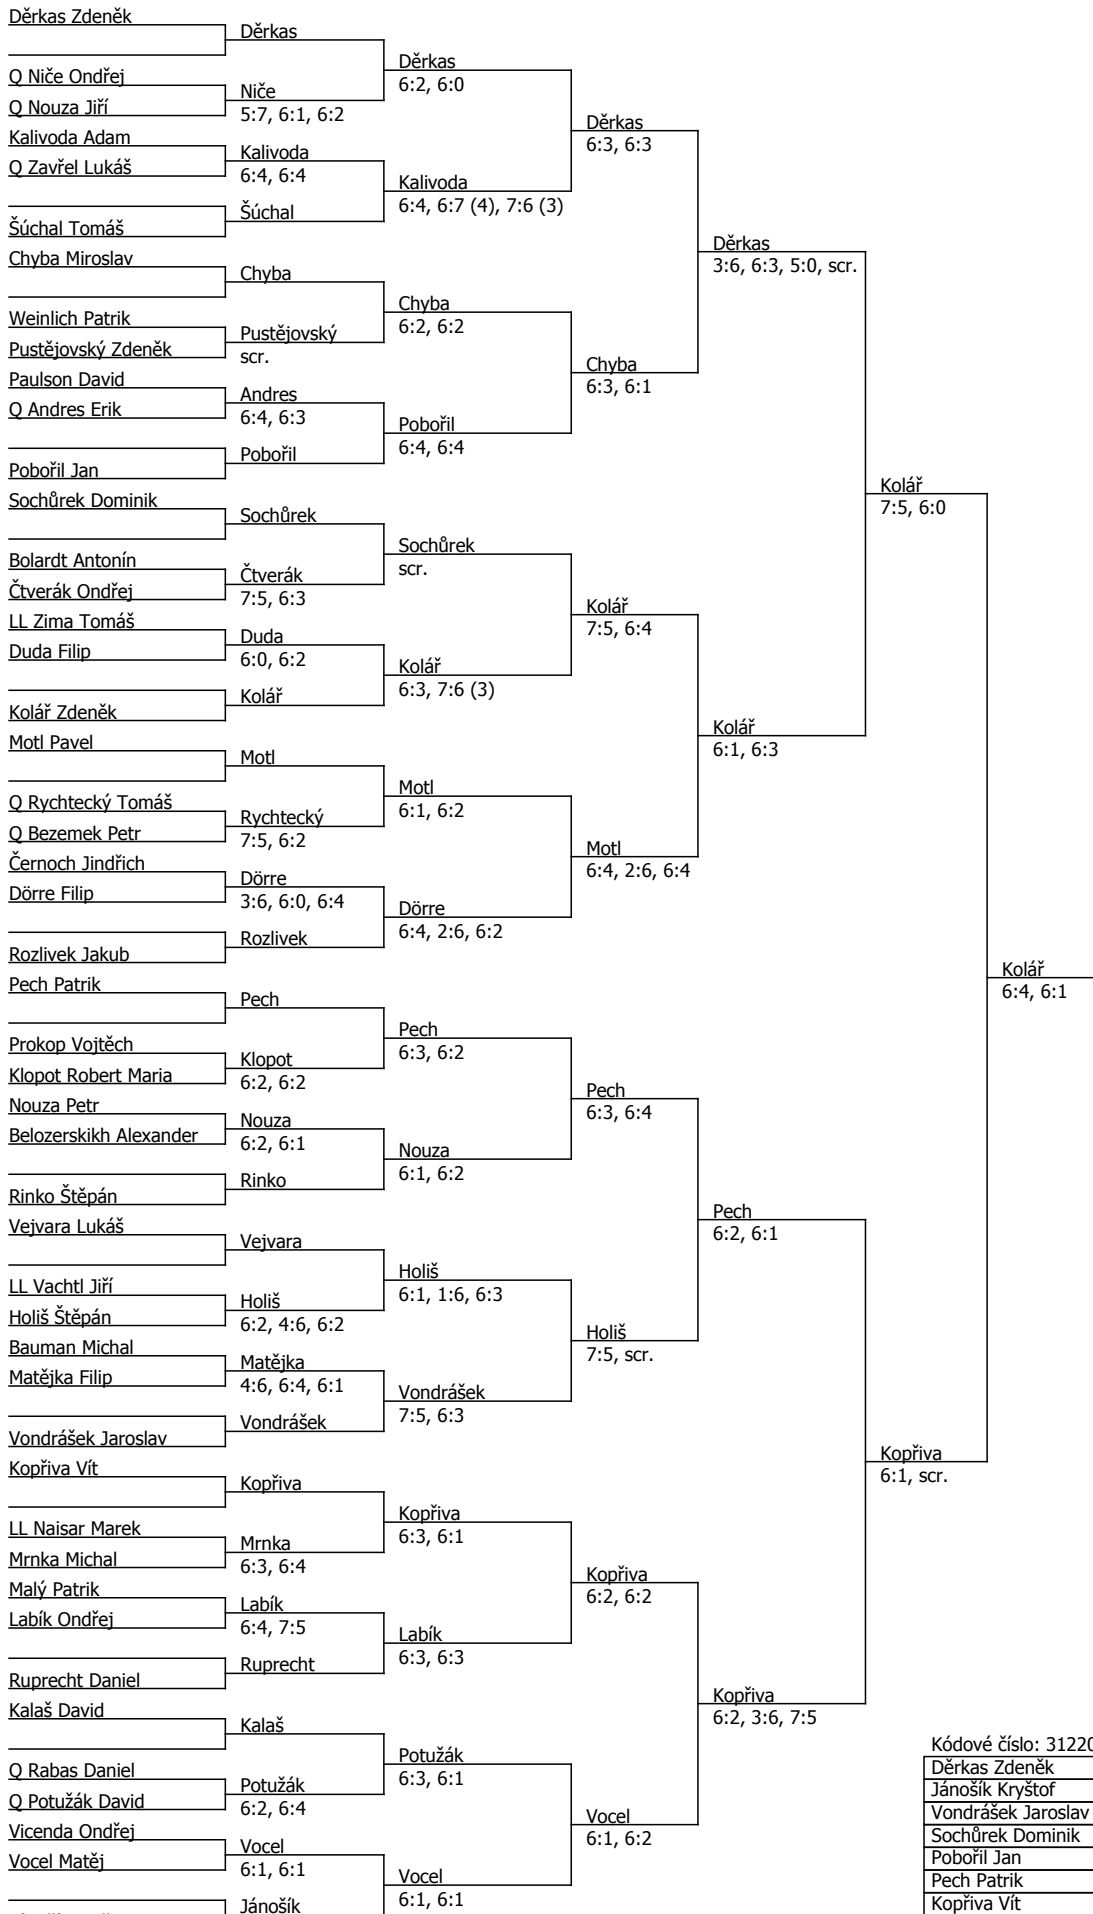 Děrkas Zdeněk
Q Niče Ondřej
Q Nouza Jiří
Kalivoda Adam
Q Zavřel Lukáš
Šúchal Tomáš
Chyba Miroslav
Weinlich Patrik
Pustějovský Zdeněk
Paulson David
Q Andres Erik
Pobořil Jan
Sochůrek Dominik
Bolardt Antonín
Čtverák Ondřej
LL Zima Tomáš
Duda Filip
Kolář Zdeněk
Motl Pavel
Q Rychtecký Tomáš
Q Bezemek Petr
Černoch Jindřich
Dörre Filip
Rozlivek Jakub
Pech Patrik
Prokop Vojtěch
Klopot Robert Maria
Nouza Petr
Belozerskikh Alexander
Rinko Štěpán
Vejvara Lukáš
LL Vachtl Jiří
Holiš Štěpán
Bauman Michal
Matějka Filip
Vondrášek Jaroslav
Kopřiva Vít
LL Naisar Marek
Mrnka Michal
Malý Patrik
Labík Ondřej
Ruprecht Daniel
Kalaš David
Q Rabas Daniel
Q Potužák David
Vicenda Ondřej
Vocel Matěj
Děrkas
Niče
5:7, 6:1, 6:2
Kalivoda
6:4, 6:4
Šúchal
Chyba
Pustějovský
scr.
Andres
6:4, 6:3
Pobořil
Sochůrek
Čtverák
7:5, 6:3
Duda
6:0, 6:2
Kolář
Motl
Rychtecký
7:5, 6:2
Dörre
3:6, 6:0, 6:4
Rozlivek
Pech
Klopot
6:2, 6:2
Nouza
6:2, 6:1
Rinko
Vejvara
Holiš
6:2, 4:6, 6:2
Matějka
4:6, 6:4, 6:1
Vondrášek
Kopřiva
Mrnka
6:3, 6:4
Labík
6:4, 7:5
Ruprecht
Kalaš
Potužák
6:2, 6:4
Vocel
6:1, 6:1
Jánošík
Děrkas
6:2, 6:0
Kalivoda
6:4, 6:7 (4), 7:6 (3)
Chyba
6:2, 6:2
Pobořil
6:4, 6:4
Sochůrek
scr.
Kolář
6:3, 7:6 (3)
Motl
6:1, 6:2
Dörre
6:4, 2:6, 6:2
Pech
6:3, 6:2
Nouza
6:1, 6:2
Holiš
6:1, 1:6, 6:3
Vondrášek
7:5, 6:3
Kopřiva
6:3, 6:1
Labík
6:3, 6:3
Potužák
6:3, 6:1
Vocel
6:1, 6:1
Děrkas
6:3, 6:3
Chyba
6:3, 6:1
Kolář
7:5, 6:4
Motl
6:4, 2:6, 6:4
Pech
6:3, 6:4
Holiš
7:5, scr.
Kopřiva
6:2, 6:2
Vocel
6:1, 6:2
Děrkas
3:6, 6:3, 5:0, scr.
Kolář
6:1, 6:3
Pech
6:2, 6:1
Kopřiva
6:2, 3:6, 7:5
Kolář
7:5, 6:0
Kopřiva
6:1, scr.
Kolář
6:4, 6:1
Kódové číslo: 31220
Děrkas Zdeněk
Jánošík Kryštof
Vondrášek Jaroslav
Sochůrek Dominik
Pobořil Jan
Pech Patrik
Kopřiva Vít